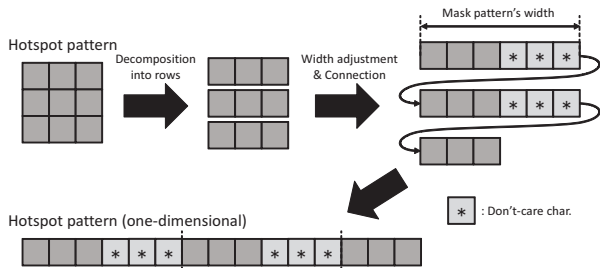 Mask pattern's width
Hotspot pattern
Decomposition
into rows
Width adjustment
& Connection
* * *
* * *
* : Don't-care char.
Hotspot pattern (one-dimensional)
* * * * * *